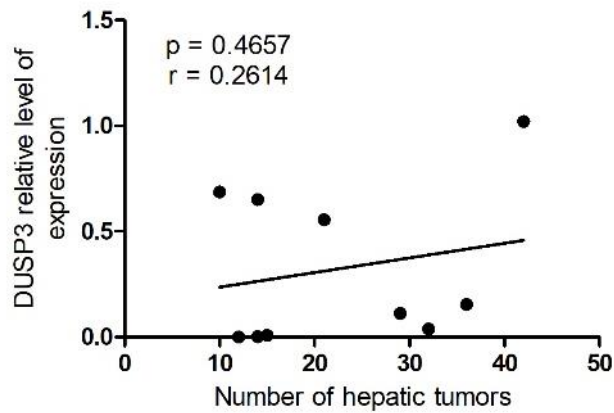 p = 0.4657
r = 0.2614
DUSP3 relative level of
expression
1.5
1.0
0.5
0.0
0 10 20 30 40 50
Number of hepatic tumors